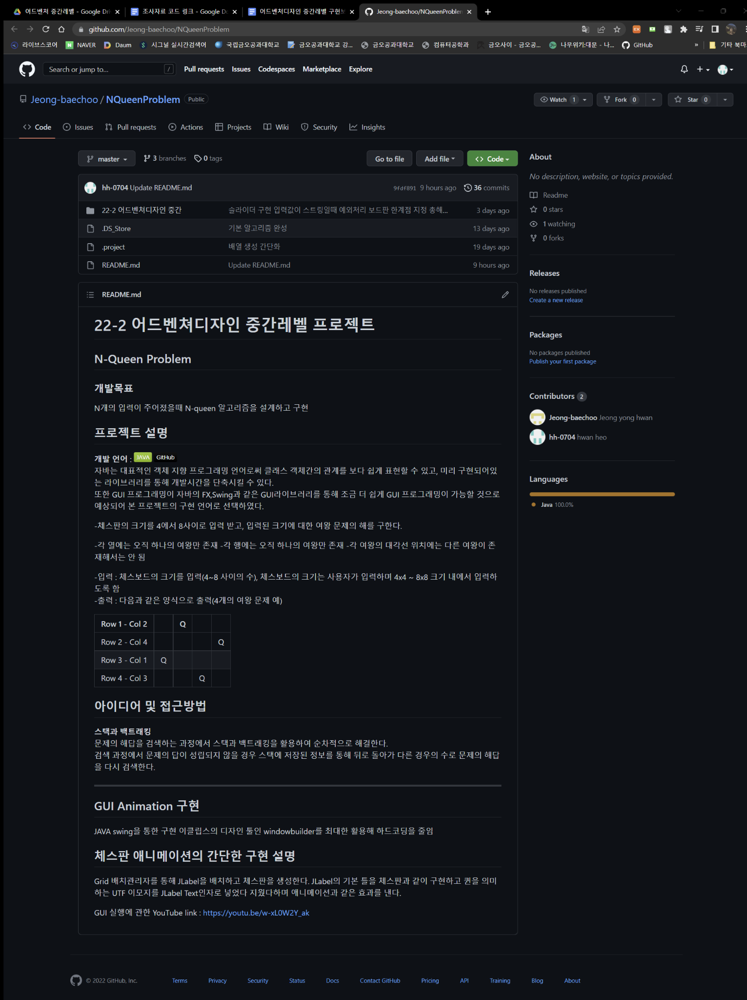 어드벤처 중간레벨 - Google Dri
조사자료 코드 링크 - Google Do
어드벤처디자인 중간레벨 구현보
Jeong-baechoo/NQueenProblem
github.com/Jeong-baechoo/NQueenProblem
라이브스코어 NAVER Daum 시그널 실시간검색어 국립금오공과대학교 금오공과대학교 강... 금오공과대학교 컴퓨터공학과 금오사이 - 금오공... 나무위키:대문 - 나... GitHub » 기타 북마
Search or jump to... / Pull requests Issues Codespaces Marketplace Explore
Jeong-baechoo / NQueenProblem Public
Watch 1 Fork 0 Star 0
Code Issues Pull requests Actions Projects Wiki Security Insights
master 3 branches 0 tags Go to file Add file Code
hh-0704 Update README.md 9fdf891 9 hours ago 36 commits
22-2 어드벤쳐디자인 중간 슬라이더 구현 입력값이 스트링일때 예외처리 보드판 한계점 지정 총해... 3 days ago
.DS_Store 기본 알고리즘 완성 13 days ago
.project 배열 생성 간단화 19 days ago
README.md Update README.md 9 hours ago
README.md
22-2 어드벤쳐디자인 중간레벨 프로젝트
N-Queen Problem
개발목표
N개의 입력이 주어졌을때 N-queen 알고리즘을 설계하고 구현
프로젝트 설명
개발 언어 : JAVA GitHub
자바는 대표적인 객체 지향 프로그래밍 언어로써 클래스 객체간의 관계를 보다 쉽게 표현할 수 있고, 미리 구현되어있
는 라이브러리를 통해 개발시간을 단축시킬 수 있다.
또한 GUI 프로그래밍이 자바의 FX,Swing과 같은 GUI라이브러리를 통해 조금 더 쉽게 GUI 프로그래밍이 가능할 것으로
예상되어 본 프로젝트의 구현 언어로 선택하였다.
-체스판의 크기를 4에서 8사이로 입력 받고, 입력된 크기에 대한 여왕 문제의 해를 구한다.
-각 열에는 오직 하나의 여왕만 존재 -각 행에는 오직 하나의 여왕만 존재 -각 여왕의 대각선 위치에는 다른 여왕이 존
재해서는 안 됨
-입력 : 체스보드의 크기를 입력(4~8 사이의 수), 체스보드의 크기는 사용자가 입력하며 4x4 ~ 8x8 크기 내에서 입력하
도록 함
-출력 : 다음과 같은 양식으로 출력(4개의 여왕 문제 예)
Row 1 - Col 2 Q
Row 2 - Col 4 Q
Row 3 - Col 1 Q
Row 4 - Col 3 Q
아이디어 및 접근방법
스택과 백트래킹
문제의 해답을 검색하는 과정에서 스택과 백트래킹을 활용하여 순차적으로 해결한다.
검색 과정에서 문제의 답이 성립되지 않을 경우 스택에 저장된 정보를 통해 뒤로 돌아가 다른 경우의 수로 문제의 해답
을 다시 검색한다.
GUI Animation 구현
JAVA swing을 통한 구현 이클립스의 디자인 툴인 windowbuilder를 최대한 활용해 하드코딩을 줄임
체스판 애니메이션의 간단한 구현 설명
Grid 배치관리자를 통해 JLabel을 배치하고 체스판을 생성한다. JLabel의 기본 틀을 체스판과 같이 구현하고 퀸을 의미
하는 UTF 이모지를 JLabel Text인자로 넣었다 지웠다하며 애니메이션과 같은 효과를 낸다.
GUI 실행에 관한 YouTube link : https://youtu.be/w-xL0W2Y_ak
About
No description, website, or topics provided.
Readme
0 stars
1 watching
0 forks
Releases
No releases published
Create a new release
Packages
No packages published
Publish your first package
Contributors 2
Jeong-baechoo Jeong yong hwan
hh-0704 hwan heo
Languages
Java 100.0%
© 2022 GitHub, Inc. Terms Privacy Security Status Docs Contact GitHub Pricing API Training Blog About